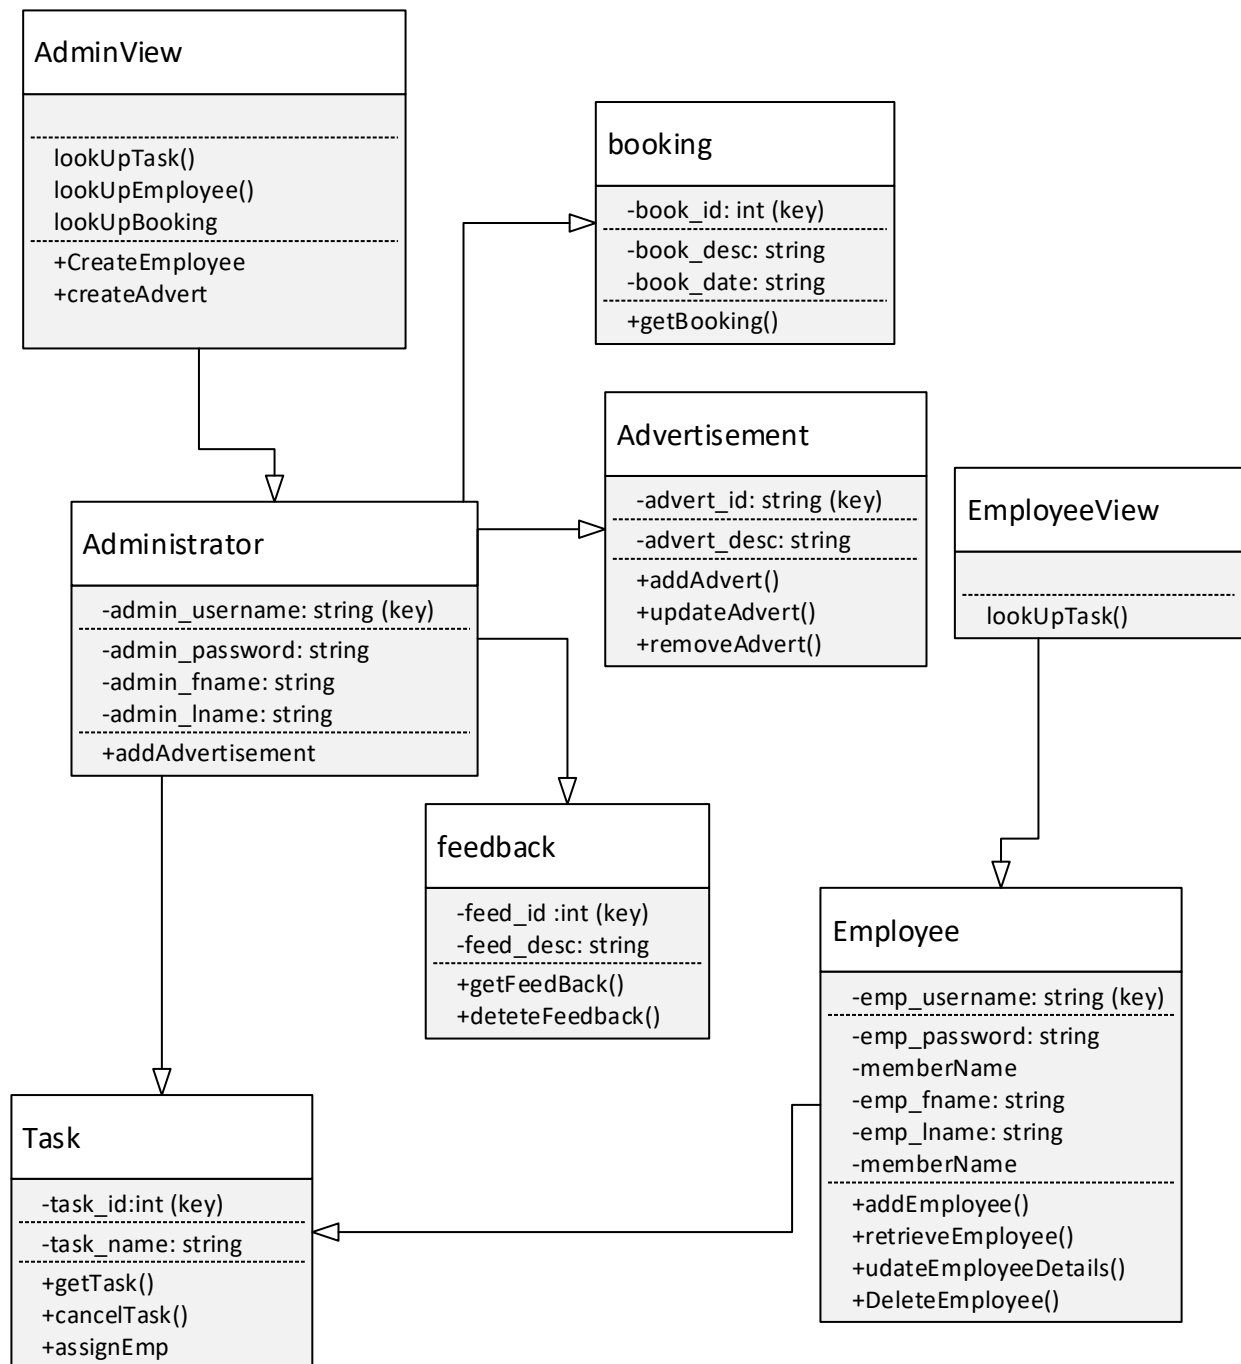 AdminView
lookUpTask()
lookUpEmployee()
lookUpBooking
+CreateEmployee
+createAdvert
booking
-book_id: int (key)
-book_desc: string
-book_date: string
+getBooking()
Advertisement
-advert_id: string (key)
-advert_desc: string
+addAdvert()
+updateAdvert()
+removeAdvert()
EmployeeView
lookUpTask()
Administrator
-admin_username: string (key)
-admin_password: string
-admin_fname: string
-admin_lname: string
+addAdvertisement
feedback
-feed_id :int (key)
-feed_desc: string
+getFeedBack()
+deteteFeedback()
Employee
-emp_username: string (key)
-emp_password: string
-memberName
-emp_fname: string
-emp_lname: string
-memberName
+addEmployee()
+retrieveEmployee()
+udateEmployeeDetails()
+DeleteEmployee()
Task
-task_id:int (key)
-task_name: string
+getTask()
+cancelTask()
+assignEmp